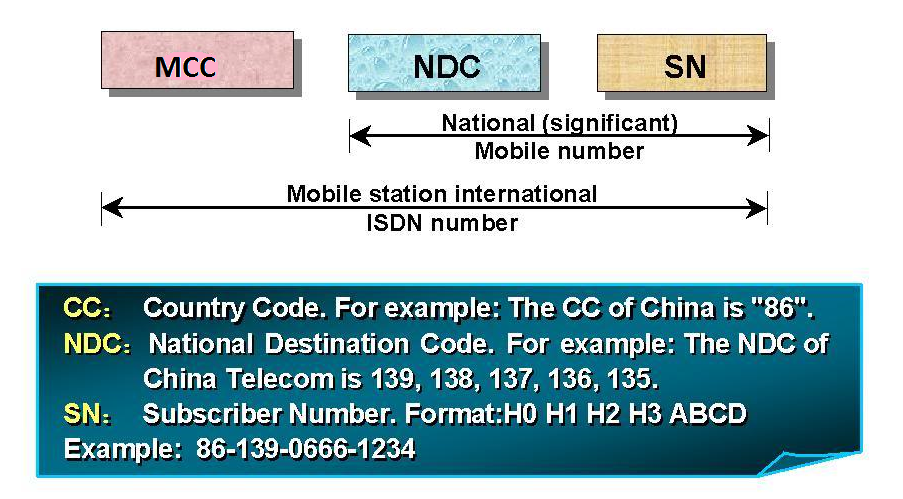 MCC NDC SN
National (significant)
Mobile number
Mobile station international
ISDN number
CC： Country Code. For example: The CC of China is "86".
NDC：National Destination Code. For example: The NDC of
China Telecom is 139, 138, 137, 136, 135.
SN： Subscriber Number. Format:H0 H1 H2 H3 ABCD
Example: 86-139-0666-1234